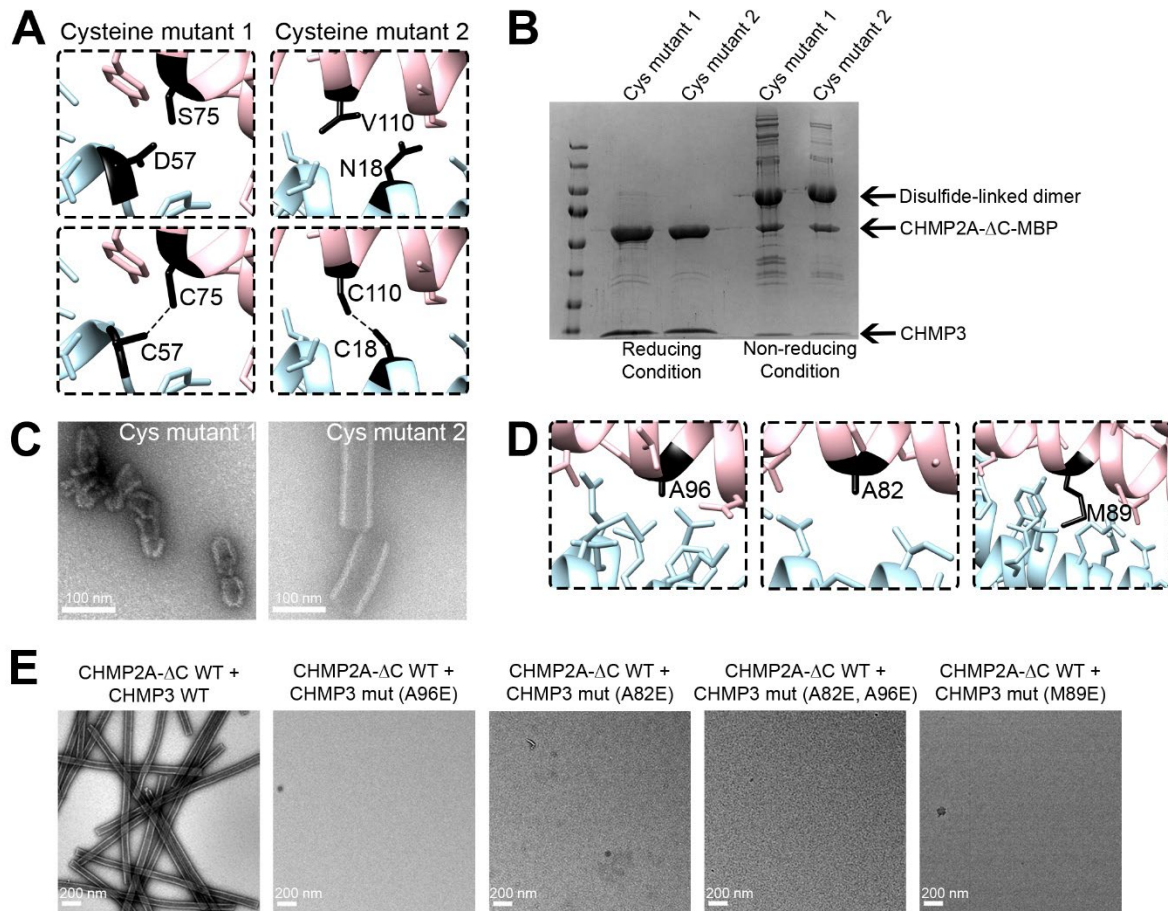 A
Cysteine mutant 1
Cysteine mutant 2
S75
D57
V110
N18
C75
C57
C110
C18
B
Cys mutant 1
Cys mutant 2
Cys mutant 1
Cys mutant 2
Disulfide-linked dimer
CHMP2A-ΔC-MBP
CHMP3
Reducing
Condition
Non-reducing
Condition
C
Cys mutant 1
100 nm
Cys mutant 2
100 nm
D
A96
A82
M89
E
CHMP2A-ΔC WT +
CHMP3 WT
CHMP2A-ΔC WT +
CHMP3 mut (A96E)
CHMP2A-ΔC WT +
CHMP3 mut (A82E)
CHMP2A-ΔC WT +
CHMP3 mut (A82E, A96E)
CHMP2A-ΔC WT +
CHMP3 mut (M89E)
200 nm
200 nm
200 nm
200 nm
200 nm